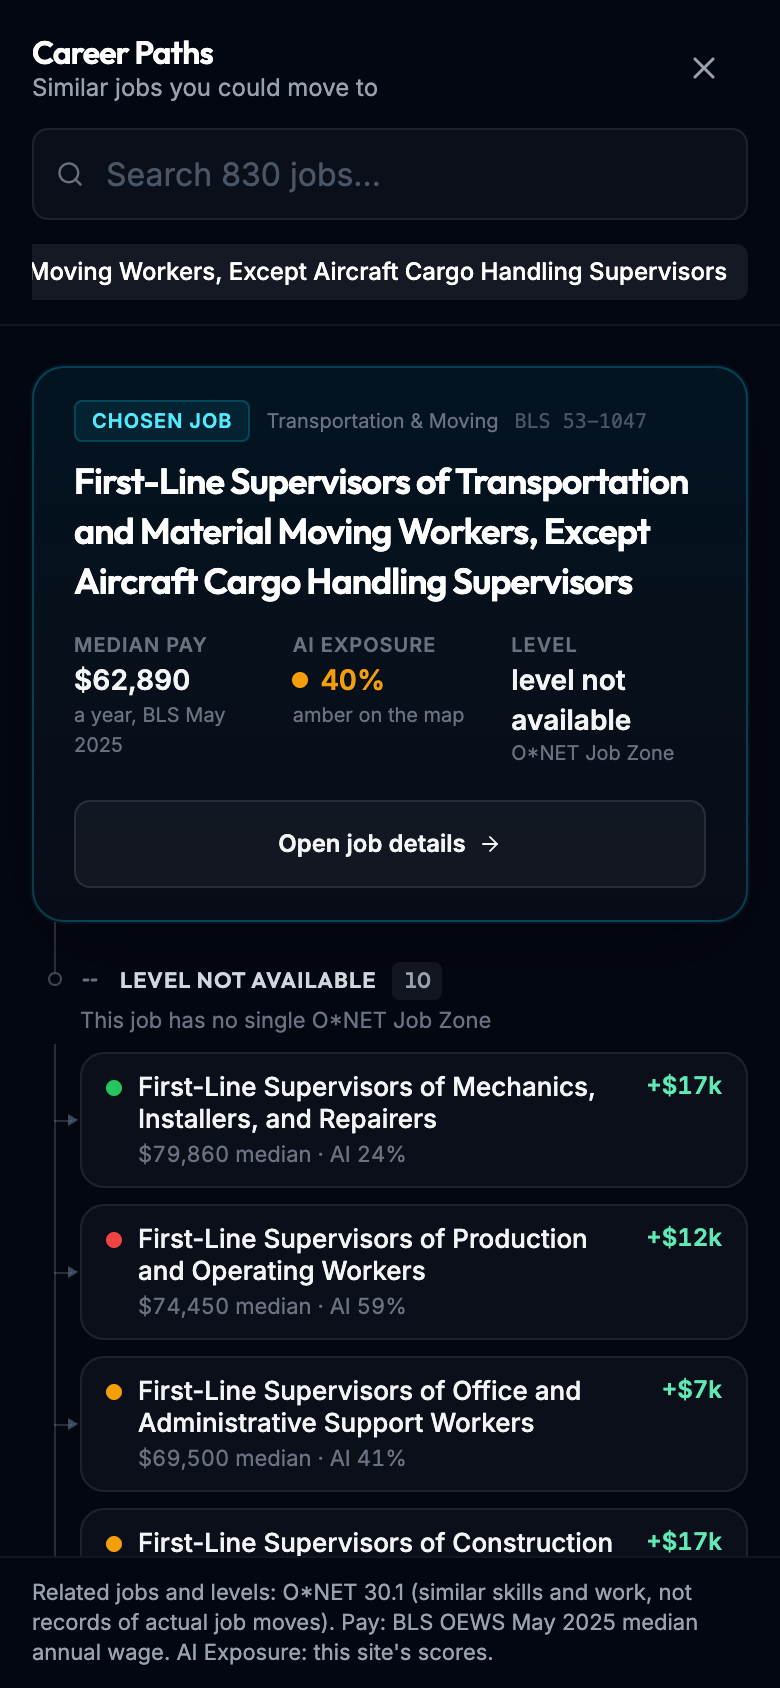 Career Paths
Similar jobs you could move to
Search 830 jobs...
Moving Workers, Except Aircraft Cargo Handling Supervisors
CHOSEN JOB Transportation & Moving BLS 53-1047
First-Line Supervisors of Transportation
and Material Moving Workers, Except
Aircraft Cargo Handling Supervisors
MEDIAN PAY AI EXPOSURE LEVEL
$62,890 40% level not
available
a year, BLS May
2025
amber on the map
O*NET Job Zone
Open job details →
-- LEVEL NOT AVAILABLE 10
This job has no single O*NET Job Zone
First-Line Supervisors of Mechanics, +$17k
Installers, and Repairers
$79,860 median · AI 24%
First-Line Supervisors of Production +$12k
and Operating Workers
$74,450 median · AI 59%
First-Line Supervisors of Office and +$7k
Administrative Support Workers
$69,500 median · AI 41%
First-Line Supervisors of Construction +$17k
Related jobs and levels: O*NET 30.1 (similar skills and work, not
records of actual job moves). Pay: BLS OEWS May 2025 median
annual wage. AI Exposure: this site's scores.